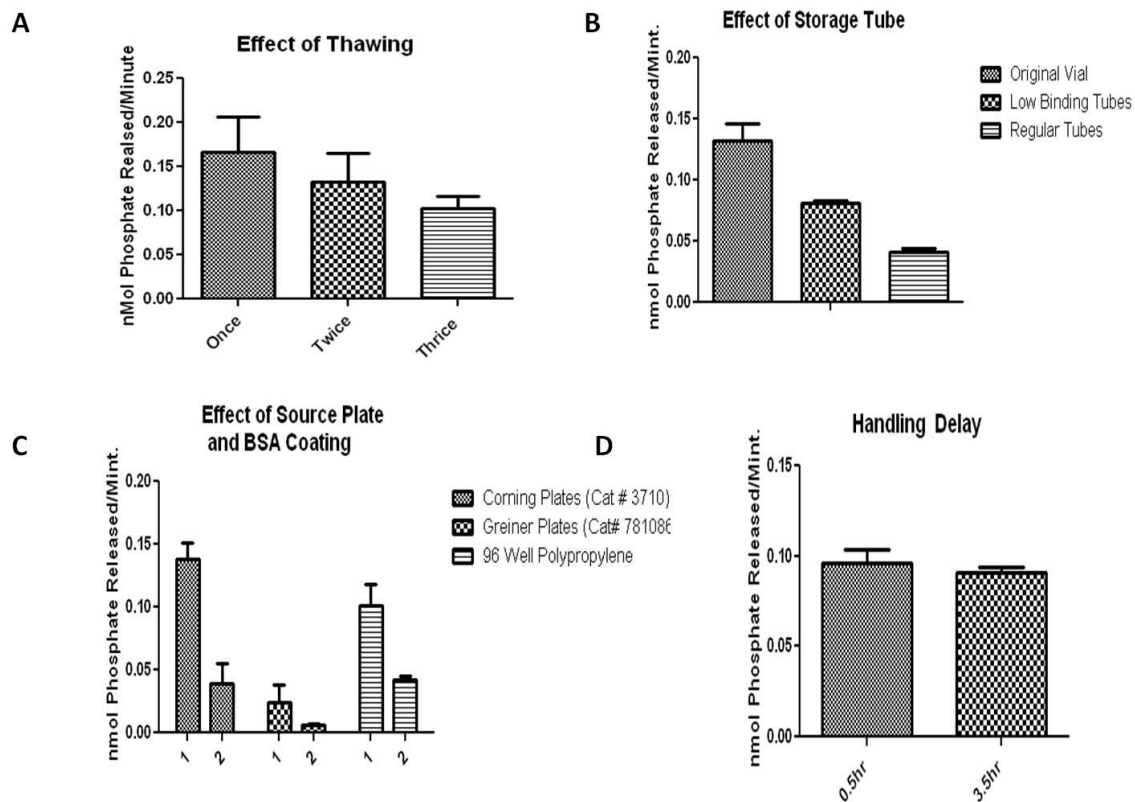 A
Effect of Thawing
nMol Phosphate Realsed/Minute
0.25
0.20
0.15
0.10
0.05
0.00
Once
Twice
Thrice
B
Effect of Storage Tube
nmol Phosphate Released/Mint.
0.20
0.15
0.10
0.05
0.00
Original Vial
Low Binding Tubes
Regular Tubes
C
Effect of Source Plate
and BSA Coating
nmol Phosphate Released/Mint.
0.20
0.15
0.10
0.05
0.00
1
2
1
2
1
2
Corning Plates (Cat # 3710)
Greiner Plates (Cat# 781086
96 Well Polypropylene
D
Handling Delay
nmol Phosphate Released/Mint.
0.15
0.10
0.05
0.00
0.5hr
3.5hr